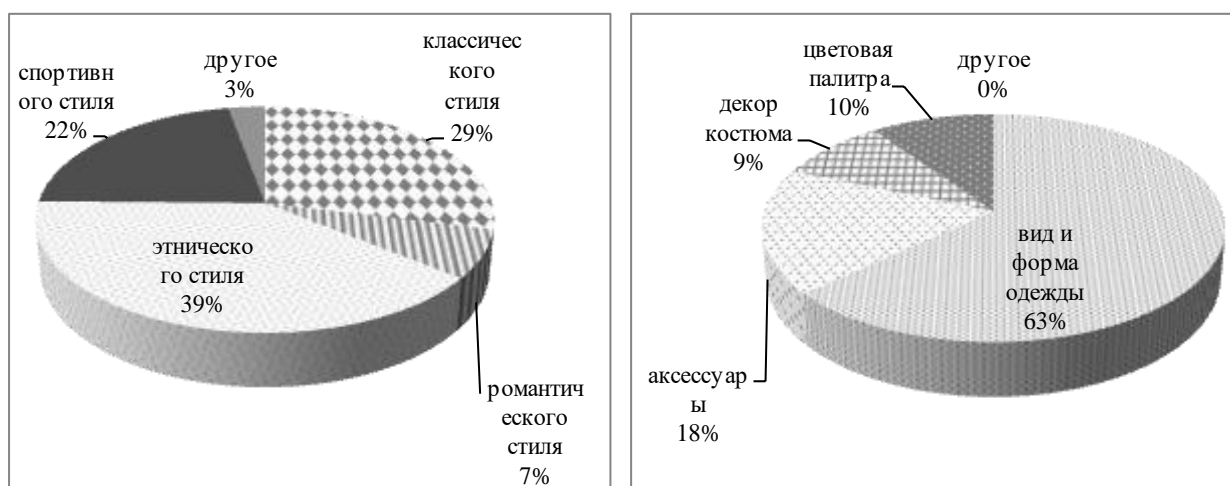 другое
3%
классичес
кого
стиля
29%
спортивн
ого стиля
22%
этническо
го стиля
39%
романтич
еского
стиля
7%
цветовая
палитра
10%
другое
0%
декор
костюма
9%
вид и
форма
одежды
63%
аксессуар
ы
18%